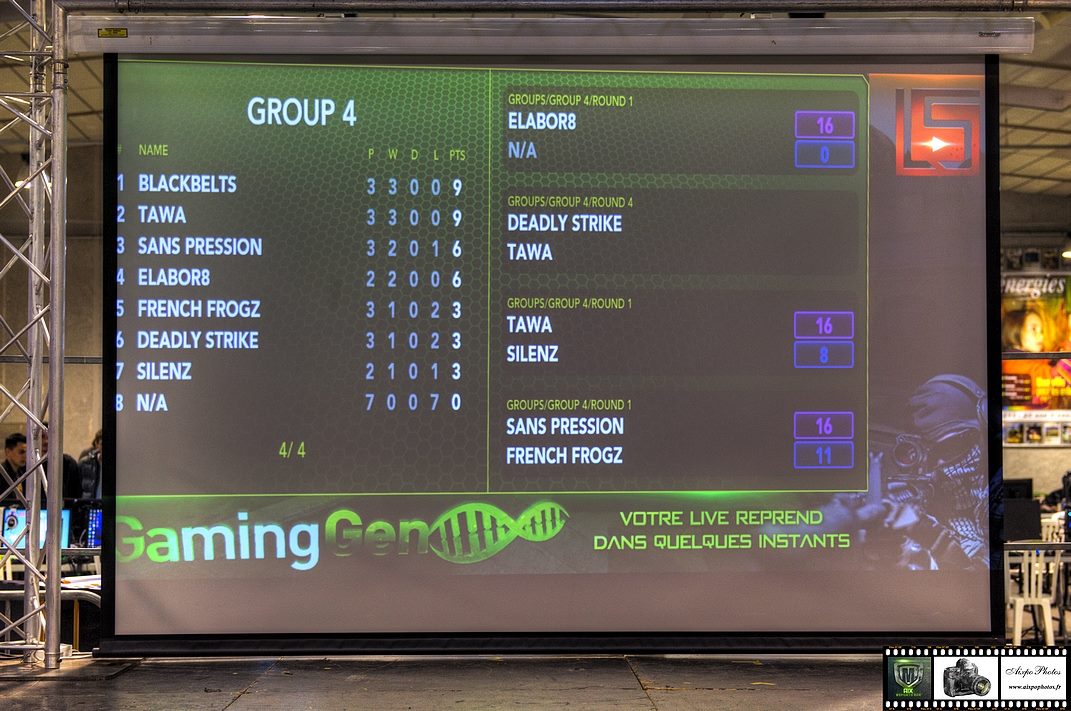 GROUP 4
# NAME P W D L PTS
1 BLACKBELTS 3 3 0 0 9
2 TAWA 3 3 0 0 9
3 SANS PRESSION 3 2 0 1 6
4 ELABOR8 2 2 0 0 6
5 FRENCH FROGZ 3 1 0 2 3
6 DEADLY STRIKE 3 1 0 2 3
7 SILENZ 2 1 0 1 3
8 N/A 7 0 0 7 0
4/ 4
GROUPS/GROUP 4/ROUND 1
ELABOR8 16
N/A 0
GROUPS/GROUP 4/ROUND 4
DEADLY STRIKE
TAWA
GROUPS/GROUP 4/ROUND 1
TAWA 16
SILENZ 8
GROUPS/GROUP 4/ROUND 1
SANS PRESSION 16
FRENCH FROGZ 11
GamingGen
VOTRE LIVE REPREND
DANS QUELQUES INSTANTS
energies
AIX
Aixpo Photos
www.aixpophotos.fr